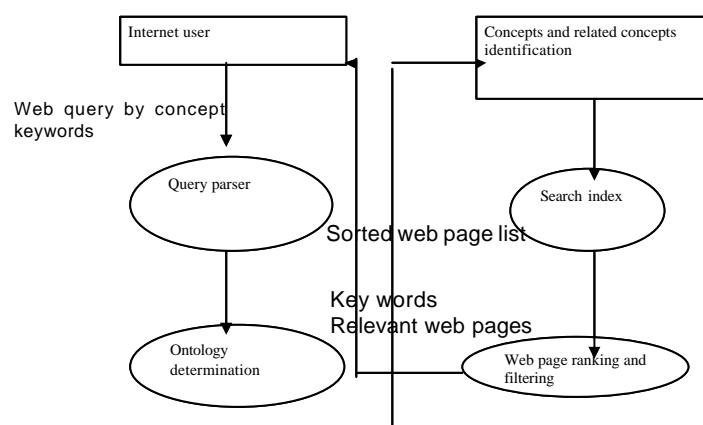 Internet user
Concepts and related concepts
identification
Web query by concept
keywords
Query parser
Search index
Sorted web page list
Key words
Relevant web pages
Ontology
determination
Web page ranking and
filtering